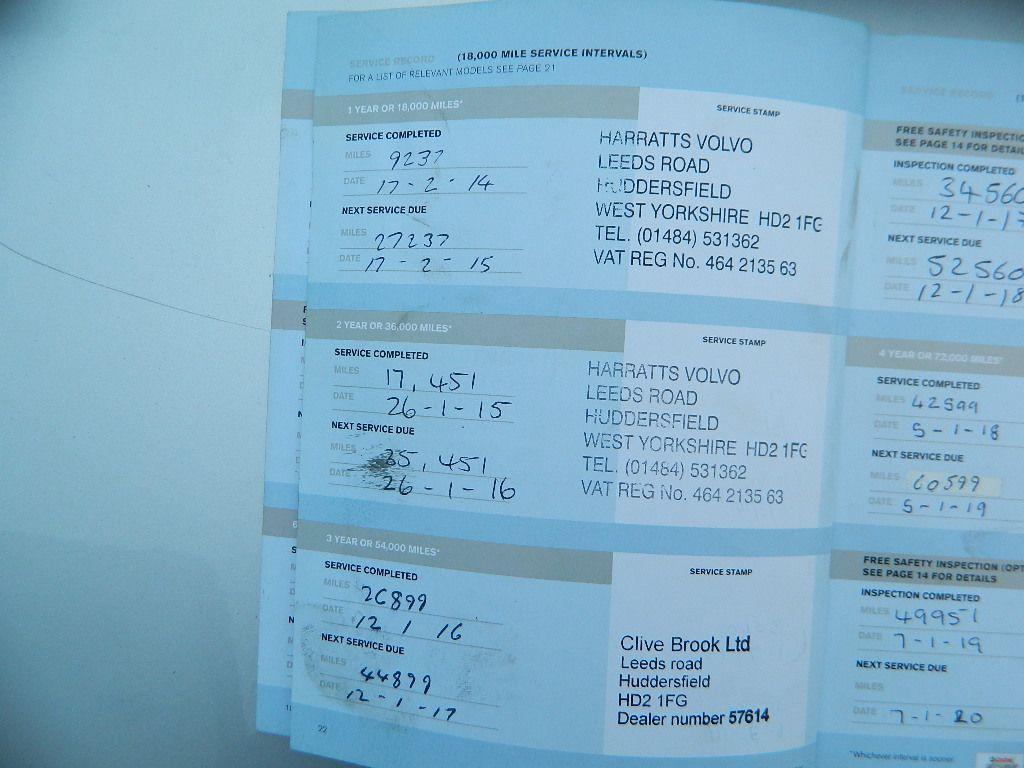 SERVICE RECORD (18,000 MILE SERVICE INTERVALS)
FOR A LIST OF RELEVANT MODELS SEE PAGE 21
1 YEAR OR 18,000 MILES*
SERVICE STAMP
SERVICE COMPLETED
MILES 9237
DATE 17-2-14
NEXT SERVICE DUE
MILES 27237
DATE 17-2-15
HARRATTS VOLVO
LEEDS ROAD
HUDDERSFIELD
WEST YORKSHIRE HD2 1FG
TEL. (01484) 531362
VAT REG No. 464 2135 63
2 YEAR OR 36,000 MILES*
SERVICE STAMP
SERVICE COMPLETED
MILES 17,451
DATE 26-1-15
NEXT SERVICE DUE
MILES 35,451
DATE 26-1-16
HARRATTS VOLVO
LEEDS ROAD
HUDDERSFIELD
WEST YORKSHIRE HD2 1FG
TEL. (01484) 531362
VAT REG No. 464 2135 63
3 YEAR OR 54,000 MILES*
SERVICE STAMP
SERVICE COMPLETED
MILES 26899
DATE 12 1 16
NEXT SERVICE DUE
MILES 44899
DATE 12-1-17
Clive Brook Ltd
Leeds road
Huddersfield
HD2 1FG
Dealer number 57614
22
SERVICE RECORD
FREE SAFETY
SEE PAGE 14 FOR
INSPECTION COMPLETED
MILES 34560
DATE 12-1-17
NEXT SERVICE DUE
MILES 52560
DATE 12-1-18
4 YEAR OR 72,000 MILES*
SERVICE COMPLETED
MILES 42599
DATE 5-1-18
NEXT SERVICE DUE
MILES 60599
DATE 5-1-19
FREE SAFETY INSPECTION
SEE PAGE 14 FOR DETAILS
INSPECTION COMPLETED
MILES 49951
DATE 7-1-19
NEXT SERVICE DUE
MILES
DATE 7-1-20
*Whichever interval is sooner.